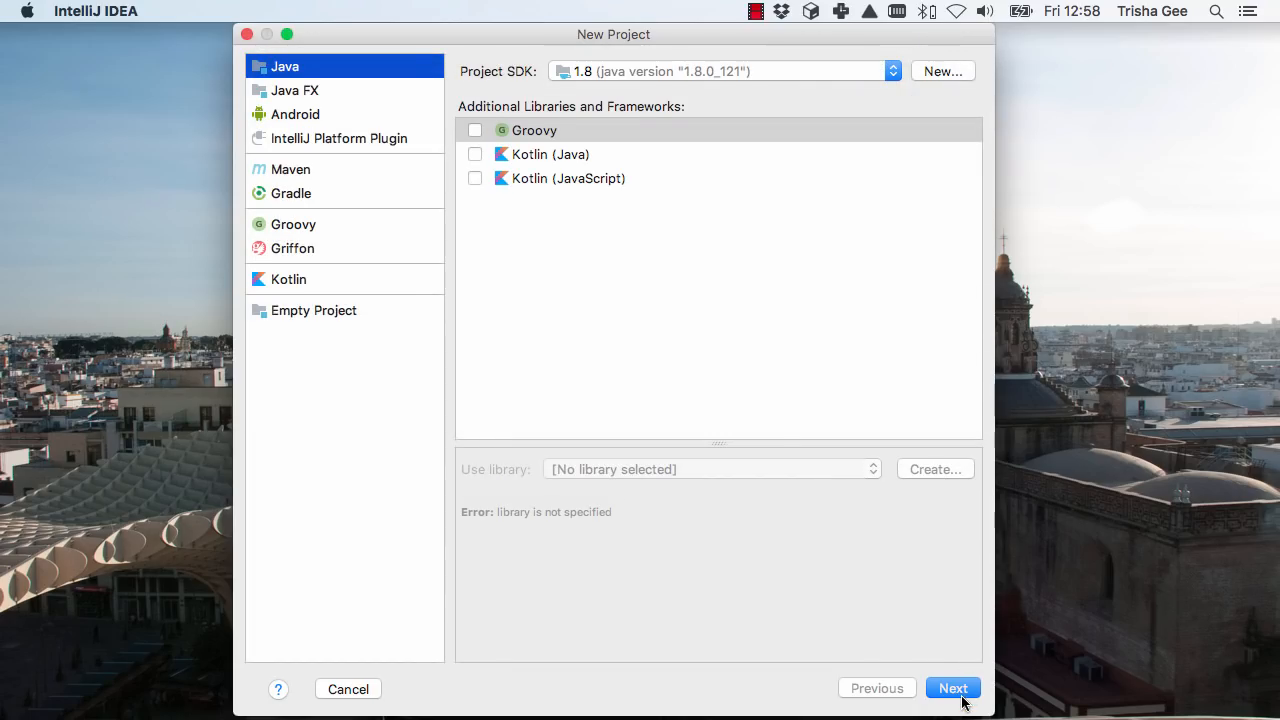 IntelliJ IDEA
Fri 12:58
Trisha Gee
New Project
Java
Java FX
Android
IntelliJ Platform Plugin
Maven
Gradle
Groovy
Griffon
Kotlin
Empty Project
Project SDK:
1.8 (java version "1.8.0_121")
New...
Additional Libraries and Frameworks:
Groovy
Kotlin (Java)
Kotlin (JavaScript)
Use library:
[No library selected]
Create...
Error: library is not specified
?
Cancel
Previous
Next